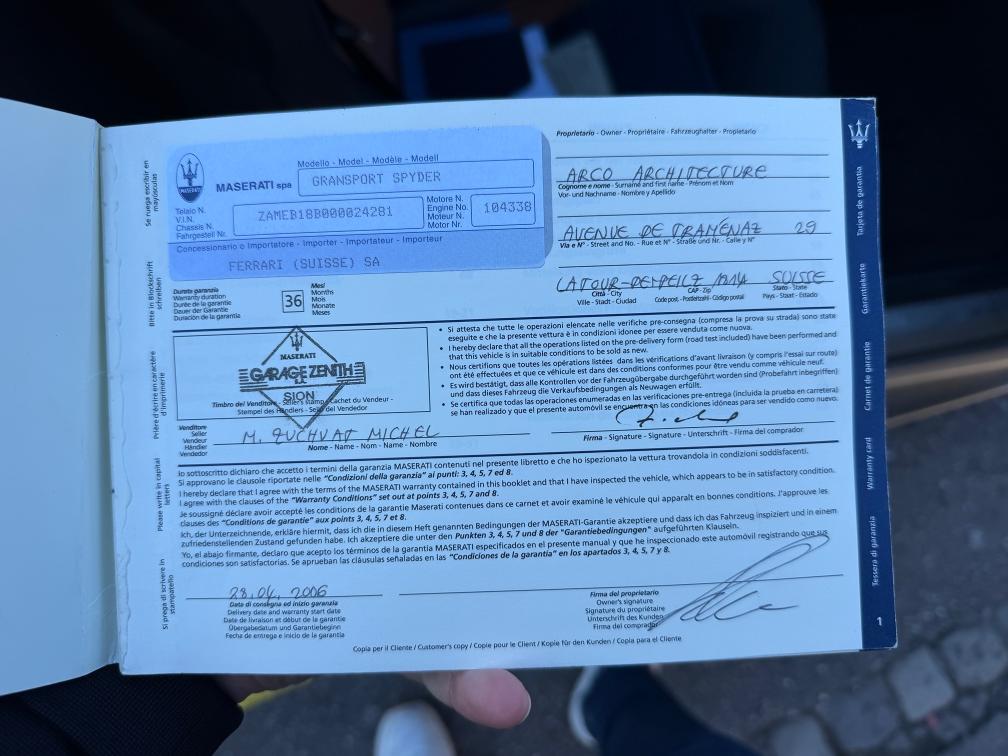 Modello - Model - Modèle - Modell
MASERATI spa
GRANSPORT SPYDER
Telaio N.
V.I.N.
Chassis N.
Fahrgestell Nr.
ZAMEB18B000024281
Motore N.
Engine No.
Moteur N.
Motor Nr.
104338
Concessionario o Importatore - Importer - Importateur - Importeur
FERRARI (SUISSE) SA
Proprietario - Owner - Propriétaire - Fahrzeughalter - Propietario
ARCO ARCHITECTURE
Cognome e nome - Surname and first name - Prénom et Nom
Vor- und Nachname - Nombre y Apellido
AVENUE DE TRAMENAZ 29
Via e N° - Street and No. - Rue et N° - Straße und Nr. - Calle y N°
LATOUR-DE-PEILZ SUISSE
Città - City
Ville - Stadt - Ciudad
CAP - Zip
Code post. - Postleitzahl - Código postal
Stato - State
Pays - Staat - Estado
Durata garanzia
Warranty duration
Durée de la garantie
Dauer der Garantie
Duración de la garantía
36
Mesi
Months
Mois
Monate
Meses
MASERATI
GARAGE ZENITH
SION
Timbro del Venditore - Seller's stamp - Cachet du Vendeur -
Stempel des Händlers - Sello del Vendedor
• Si attesta che tutte le operazioni elencate nelle verifiche pre-consegna (compresa la prova su strada) sono state
eseguite e che la presente vettura è in condizioni idonee per essere venduta come nuova.
• I hereby declare that all the operations listed on the pre-delivery form (road test included) have been performed and
that this vehicle is in suitable conditions to be sold as new.
• Nous certifions que toutes les opérations listées dans les vérifications d'avant livraison (y compris l'essai sur route)
ont été effectuées et que ce véhicule est dans des conditions conformes pour être vendu comme véhicule neuf.
• Es wird bestätigt, dass alle Kontrollen vor der Fahrzeugübergabe durchgeführt worden sind (Probefahrt inbegriffen)
und dass dieses Fahrzeug die Verkaufbedingungen als Neuwagen erfüllt.
• Se certifica que todas las operaciones enumeradas en las verificaciones pre-entrega (incluida la prueba en carretera)
se han realizado y que el presente automóvil se encuentra en las condiciones idóneas para ser vendido como nuevo.
Venditore
Seller
Vendeur
Händler
Vendedor
M. ZUCHUAT MICHEL
Nome - Name - Nom - Name - Nombre
Firma - Signature - Signature - Unterschrift - Firma del comprador
Io sottoscritto dichiaro che accetto i termini della garanzia MASERATI contenuti nel presente libretto e che ho ispezionato la vettura trovandola in condizioni soddisfacenti.
Si approvano le clausole riportate nelle "Condizioni della garanzia" ai punti: 3, 4, 5, 7 ed 8.
I hereby declare that I agree with the terms of the MASERATI warranty contained in this booklet and that I have inspected the vehicle, which appears to be in satisfactory condition.
I agree with the clauses of the "Warranty Conditions" set out at points 3, 4, 5, 7 and 8.
Je soussigné déclare avoir accepté les conditions de la garantie Maserati contenues dans ce carnet et avoir examiné le véhicule qui apparaît en bonnes conditions. J'approuve les
clauses des "Conditions de garantie" aux points 3, 4, 5, 7 et 8.
Ich, der Unterzeichende, erkläre hiermit, dass ich die in diesem Heft genannten Bedingungen der MASERATI-Garantie akzeptiere und dass ich das Fahrzeug inspiziert und in einem
zufriedenstellenden Zustand gefunden habe. Ich akzeptiere die unter den Punkten 3, 4, 5, 7 und 8 der "Garantiebedingungen" aufgeführten Klauseln.
Yo, el abajo firmante, declaro que acepto los términos de la garantía MASERATI especificados en el presente manual y que he inspeccionado este automóvil registrando que sus
condiciones son satisfactorias. Se aprueban las cláusulas señaladas en las "Condiciones de la garantía" en los apartados 3, 4, 5, 7 y 8.
28.04.2006
Data di consegna ed inizio garanzia
Delivery date and warranty start date
Date de livraison et début de la garantie
Übergabedatum und Garantiebeginn
Fecha de entrega e inicio de la garantía
Firma del proprietario
Owner's signature
Signature du propriétaire
Unterschrift des Kunden
Firma del comprador
Copia per il Cliente / Customer's copy / Copie pour le Client / Kopie für den Kunden / Copia para el Cliente
Se ruega escribir en
mayúsculas
Bitte in Blockschrift
schreiben
Prière d'écrire en caractère
d'imprimerie
Please write in capital
letters
Si prega di scrivere in
stampatello
Tarjeta de garantía
Garantiekarte
Carnet de garantie
Warranty card
Tessera di garanzia
1